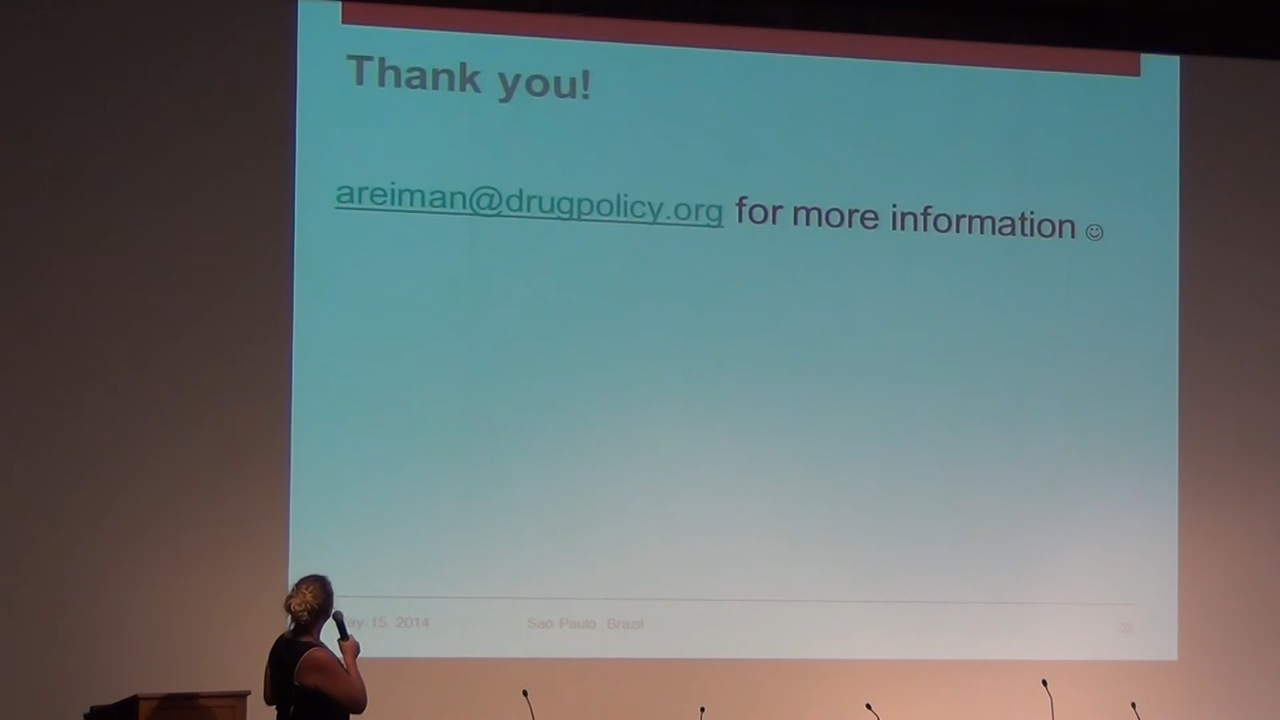 Thank you!
areiman@drugpolicy.org for more information ☺
ay 15, 2014 Sao Paulo, Brazil